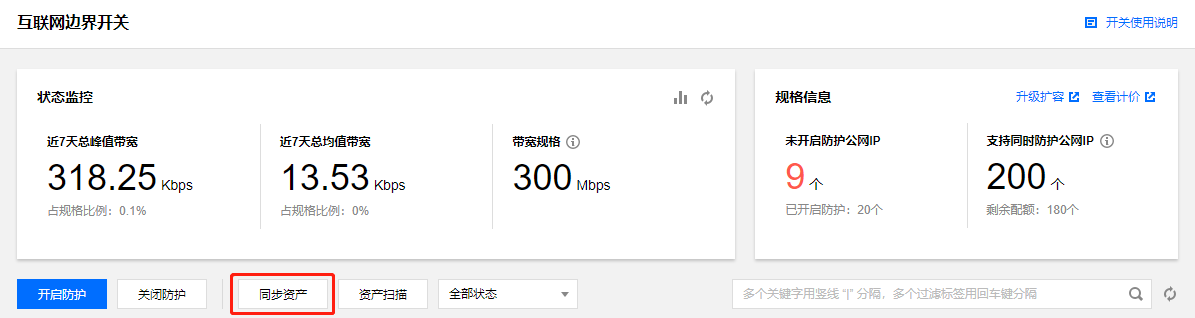 互联网边界开关
开关使用说明
状态监控
近7天总峰值带宽
318.25 Kbps
占规格比例：0.1%
近7天总均值带宽
13.53 Kbps
占规格比例：0%
带宽规格
300 Mbps
规格信息
升级扩容 查看计价
未开启防护公网IP
9 个
已开启防护：20个
支持同时防护公网IP
200 个
剩余配额：180个
开启防护 关闭防护 同步资产 资产扫描 全部状态 多个关键字用竖线 “|” 分隔，多个过滤标签用回车键分隔